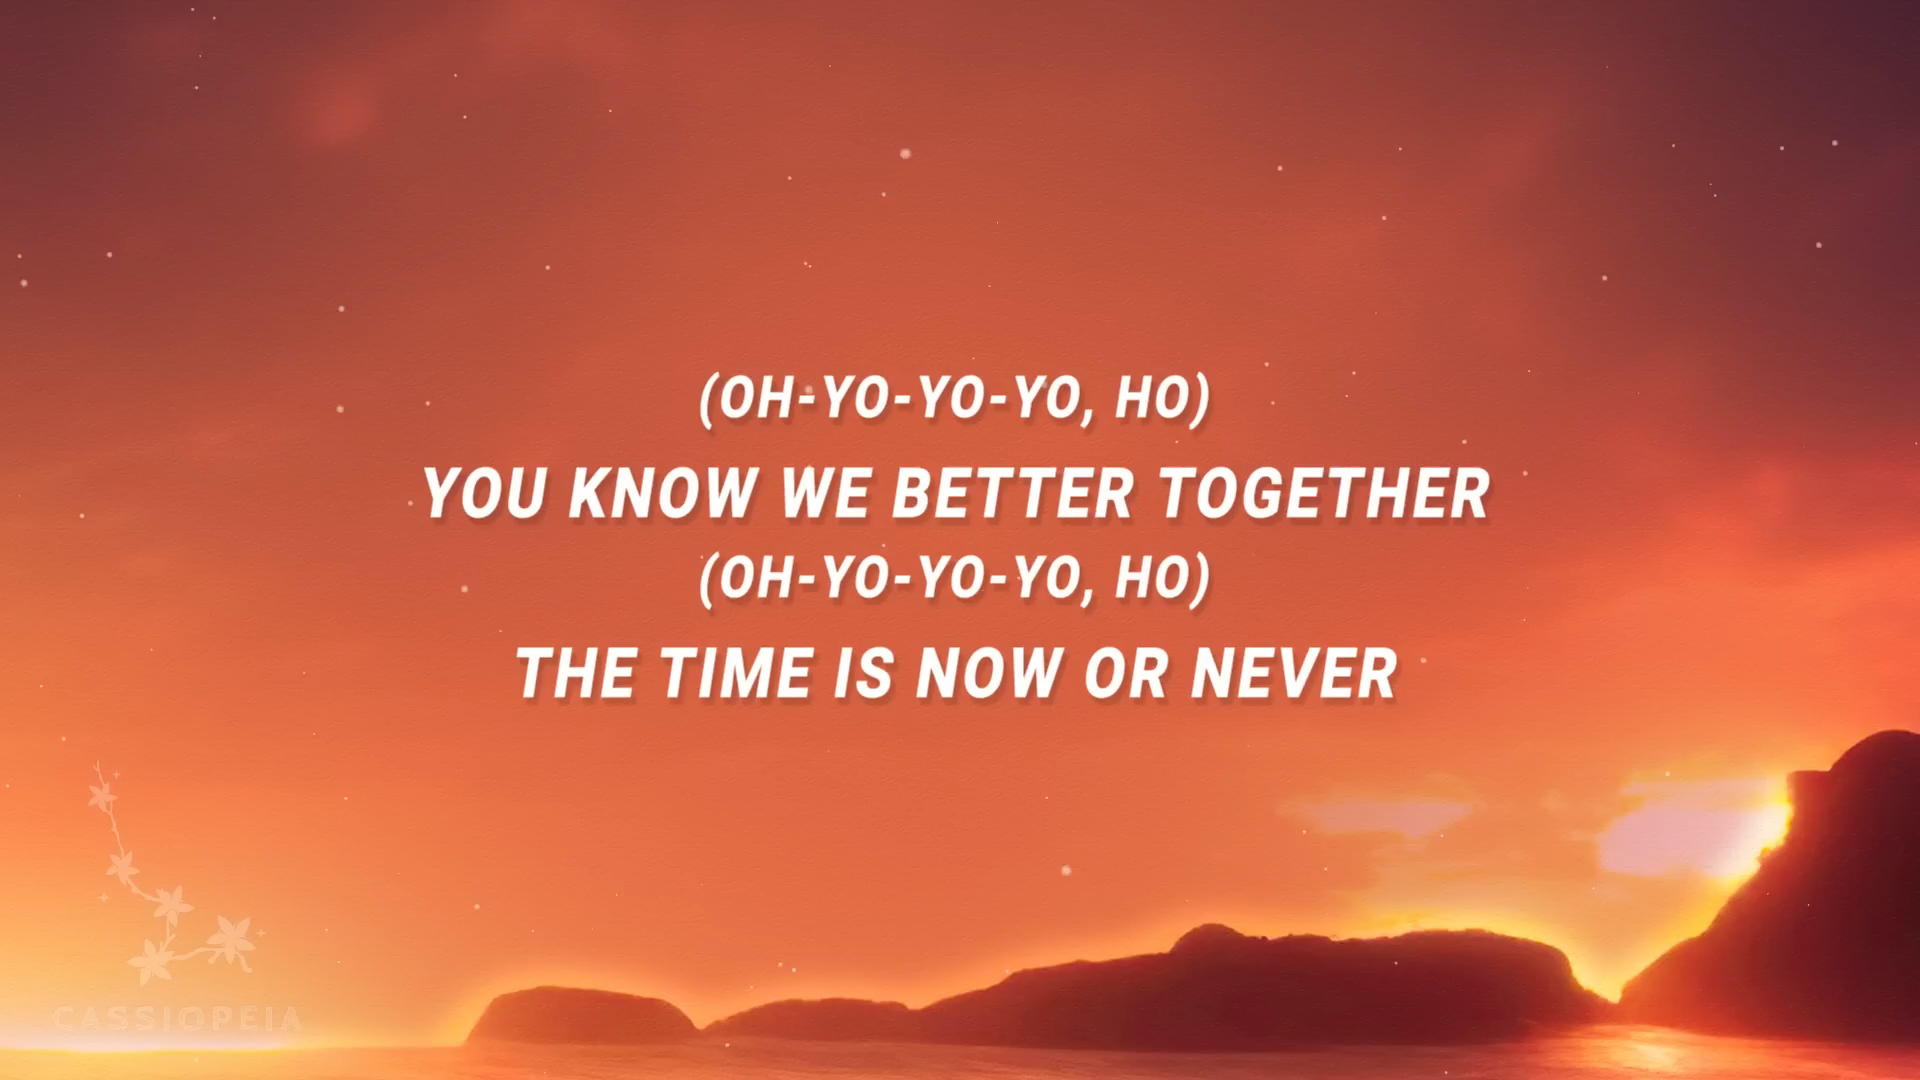 (OH-YO-YO-YO, HO)
YOU KNOW WE BETTER TOGETHER
(OH-YO-YO-YO, HO)
THE TIME IS NOW OR NEVER
CASSIOPEIA